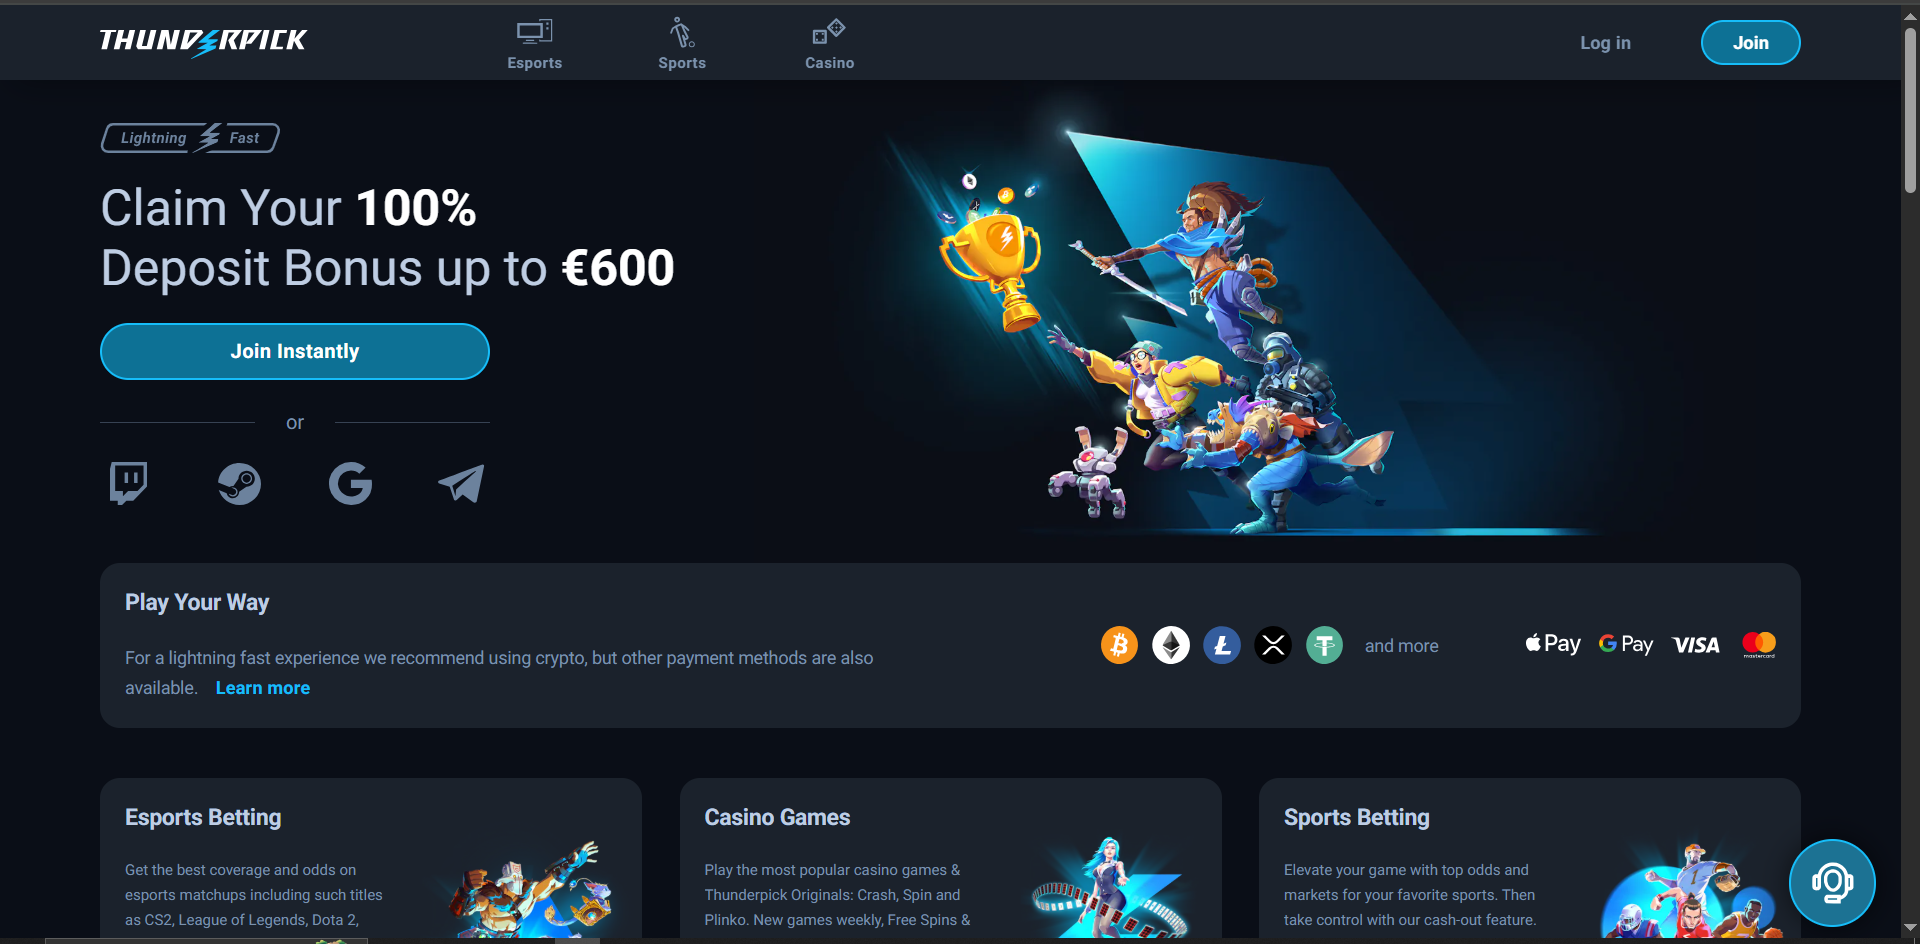 THUNDERPICK
Esports
Sports
Casino
Log in
Join
Lightning Fast
Claim Your 100%
Deposit Bonus up to €600
Join Instantly
or
Play Your Way
For a lightning fast experience we recommend using crypto, but other payment methods are also
available. Learn more
and more
Pay
G Pay
VISA
mastercard
Esports Betting
Get the best coverage and odds on
esports matchups including such titles
as CS2, League of Legends, Dota 2,
Casino Games
Play the most popular casino games &
Thunderpick Originals: Crash, Spin and
Plinko. New games weekly, Free Spins &
Sports Betting
Elevate your game with top odds and
markets for your favorite sports. Then
take control with our cash-out feature.